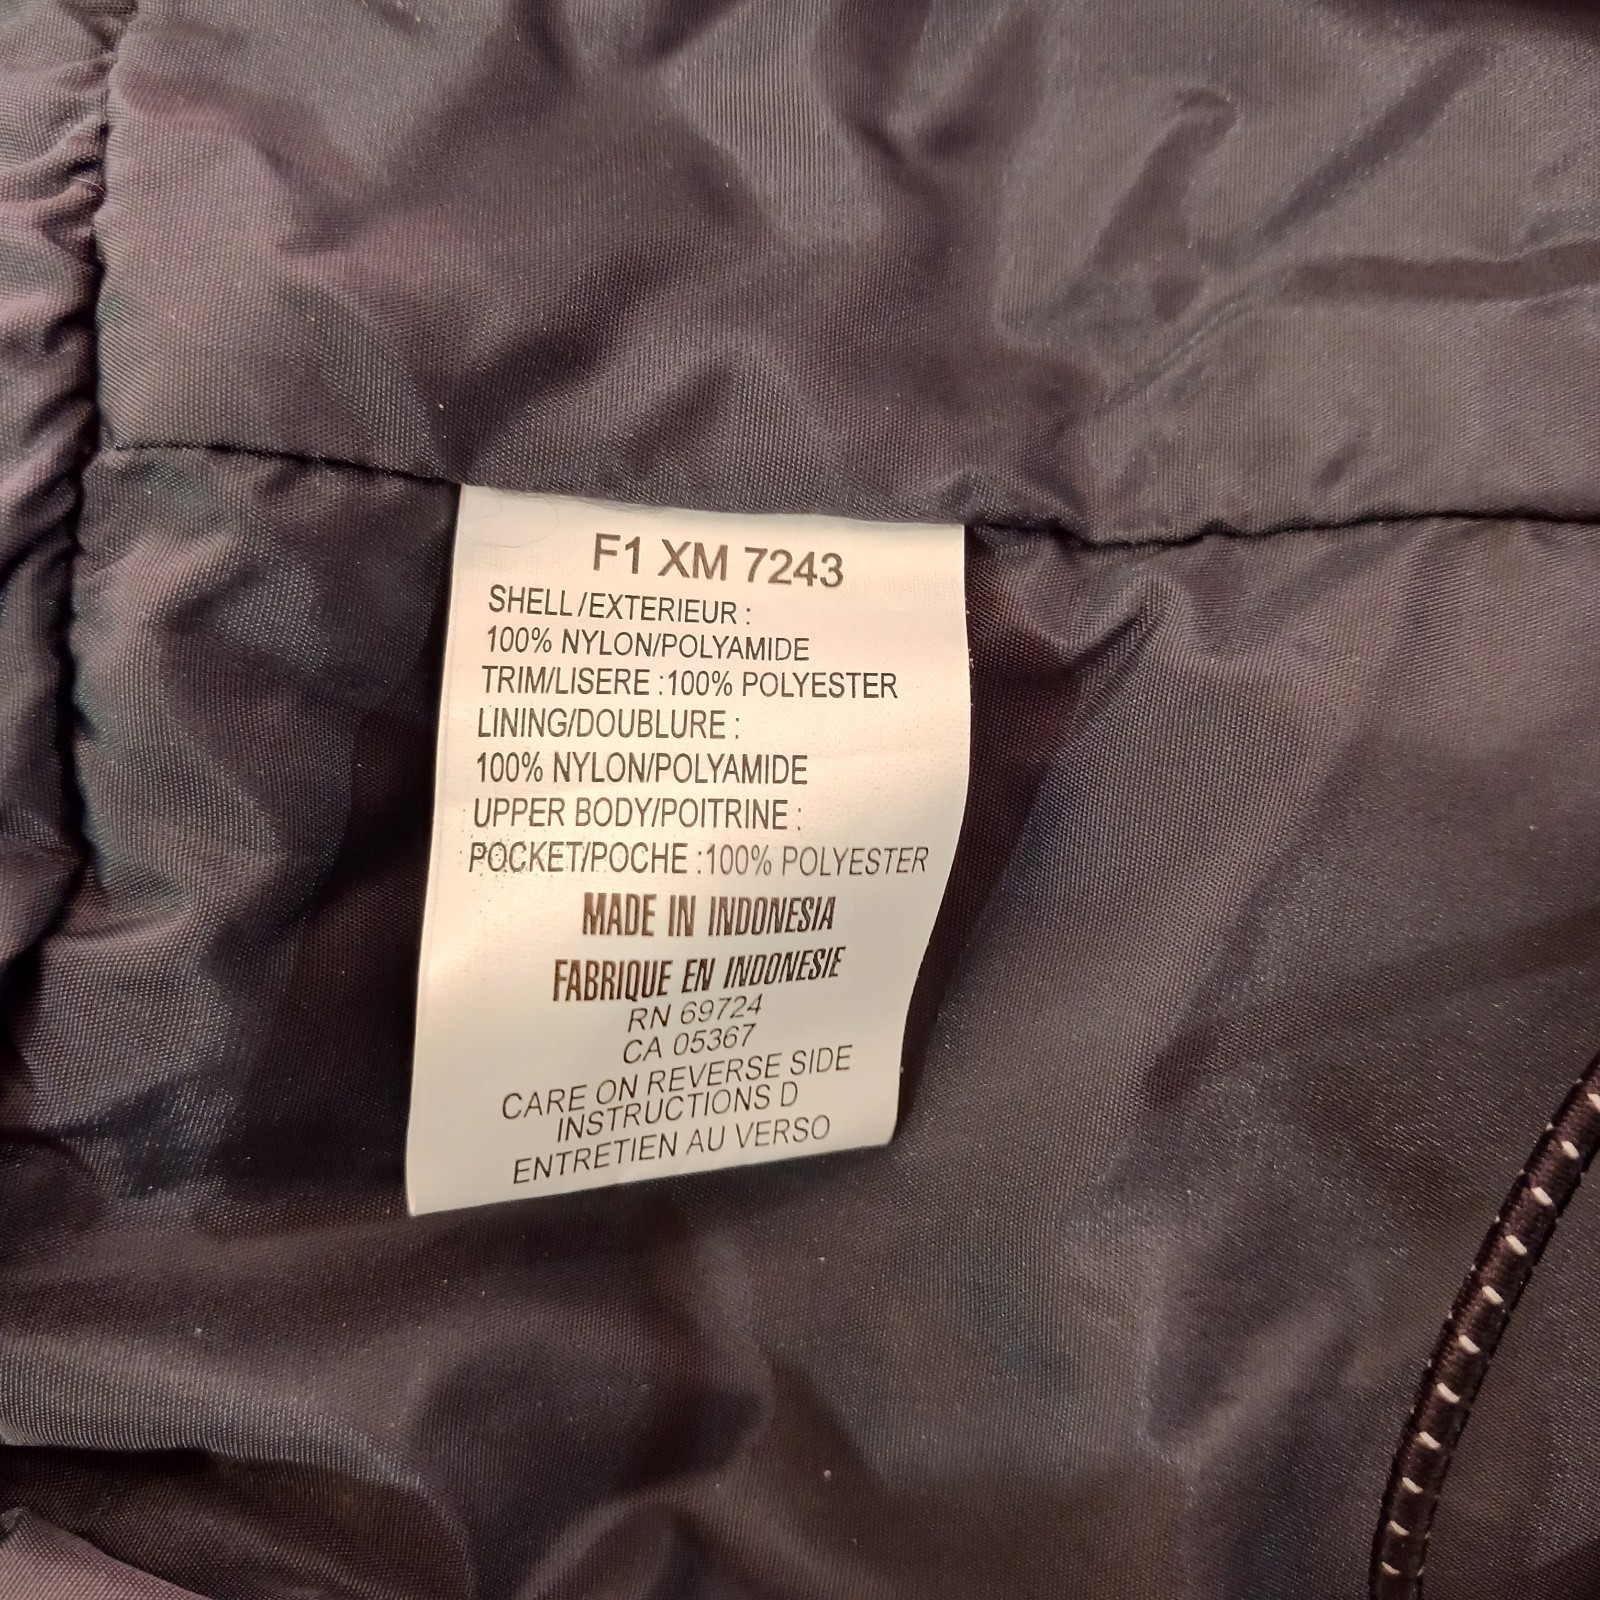 F1 XM 7243
SHELL/EXTERIEUR :
100% NYLON/POLYAMIDE
TRIM/LISERE :100% POLYESTER
LINING/DOUBLURE :
100% NYLON/POLYAMIDE
UPPER BODY/POITRINE :
POCKET/POCHE :100% POLYESTER
MADE IN INDONESIA
FABRIQUE EN INDONESIE
RN 69724
CA 05367
CARE ON REVERSE SIDE
INSTRUCTIONS D
ENTRETIEN AU VERSO